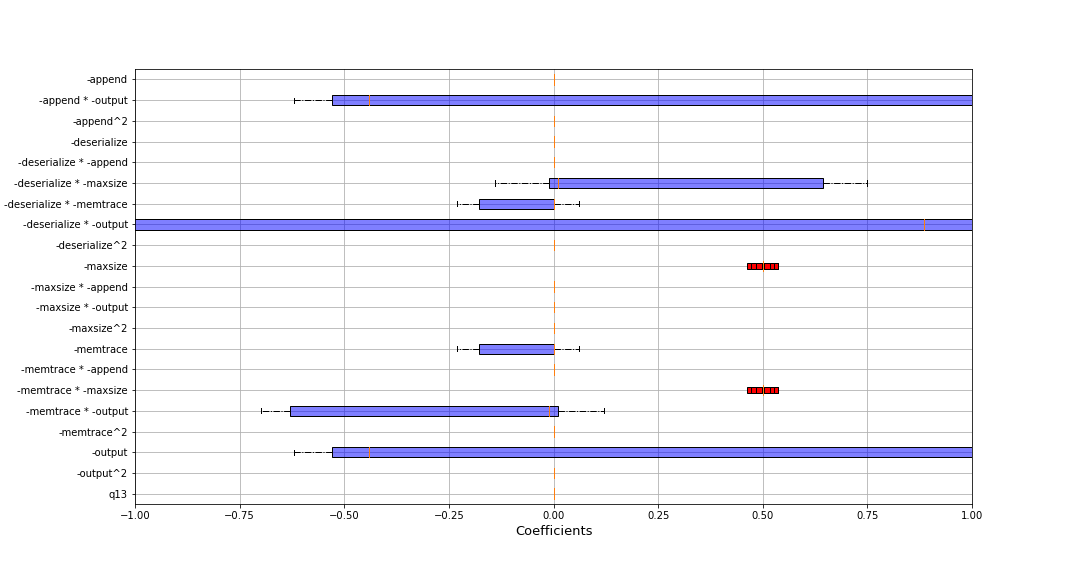 -append
-append * -output
-append^2
-deserialize
-deserialize * -append
-deserialize * -maxsize
-deserialize * -memtrace
-deserialize * -output
-deserialize^2
-maxsize
-maxsize * -append
-maxsize * -output
-maxsize^2
-memtrace
-memtrace * -append
-memtrace * -maxsize
-memtrace * -output
-memtrace^2
-output
-output^2
q13
−1.00 −0.75 −0.50 −0.25 0.00 0.25 0.50 0.75 1.00
Coefficients